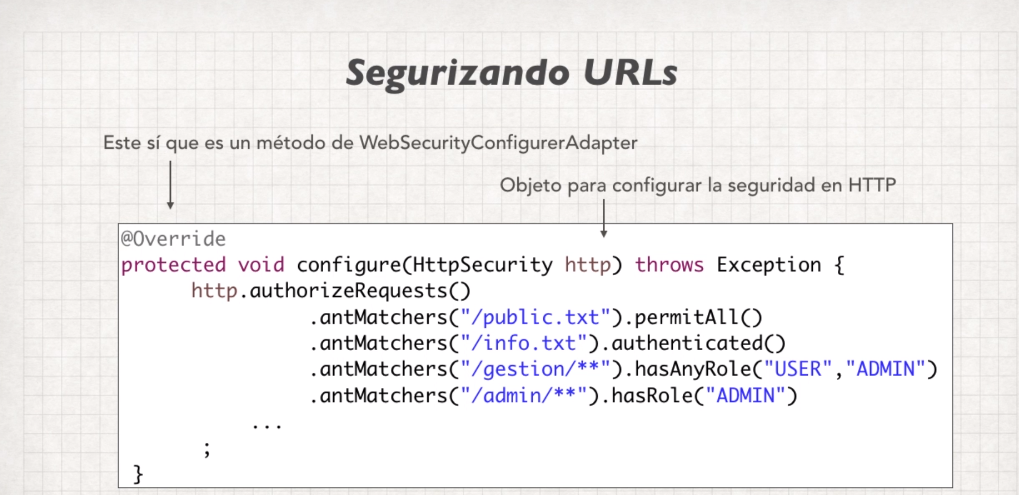 Segurizando URLs
Este sí que es un método de WebSecurityConfigurerAdapter
Objeto para configurar la seguridad en HTTP
@Override
protected void configure(HttpSecurity http) throws Exception {
http.authorizeRequests()
.antMatchers("/public.txt").permitAll()
.antMatchers("/info.txt").authenticated()
.antMatchers("/gestion/**").hasAnyRole("USER","ADMIN")
.antMatchers("/admin/**").hasRole("ADMIN")
...
;
}